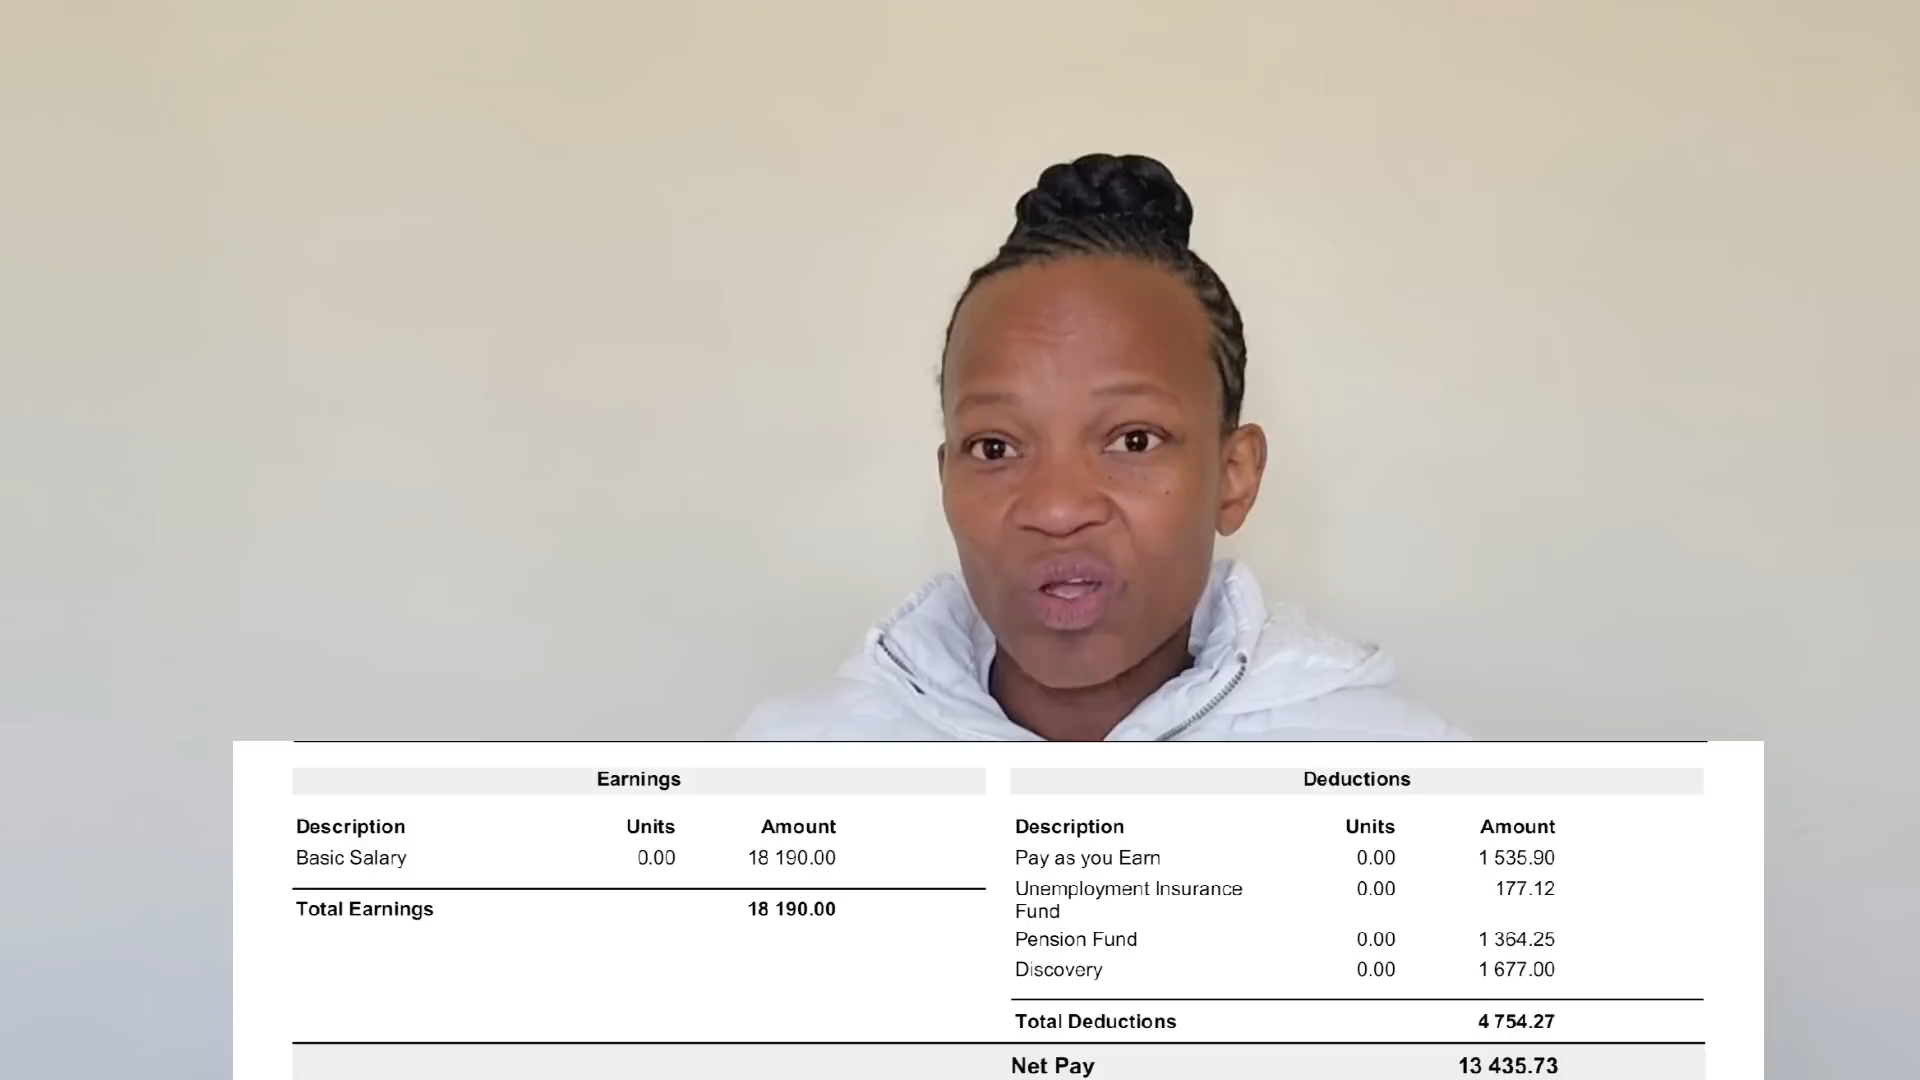 Earnings
Description Units Amount
Basic Salary 0.00 18 190.00
Total Earnings 18 190.00
Deductions
Description Units Amount
Pay as you Earn 0.00 1 535.90
Unemployment Insurance 0.00 177.12
Fund
Pension Fund 0.00 1 364.25
Discovery 0.00 1 677.00
Total Deductions 4 754.27
Net Pay 13 435.73